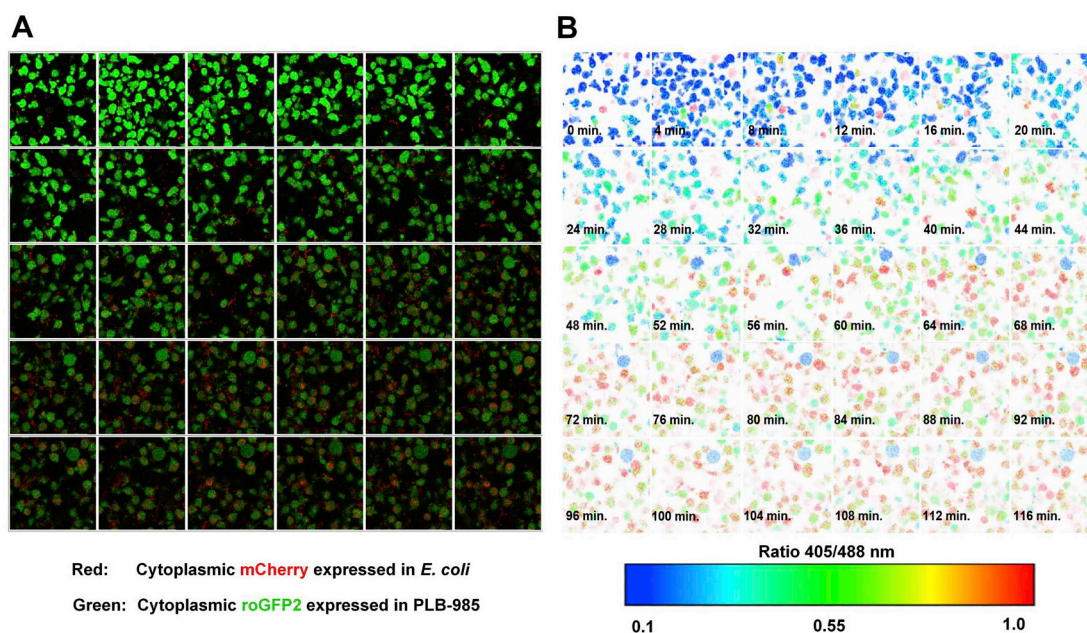 A
B
0 min. 4 min. 8 min. 12 min. 16 min. 20 min.
24 min. 28 min. 32 min. 36 min. 40 min. 44 min.
48 min. 52 min. 56 min. 60 min. 64 min. 68 min.
72 min. 76 min. 80 min. 84 min. 88 min. 92 min.
96 min. 100 min. 104 min. 108 min. 112 min. 116 min.
Red: Cytoplasmic mCherry expressed in E. coli
Green: Cytoplasmic roGFP2 expressed in PLB-985
Ratio 405/488 nm
0.1 0.55 1.0